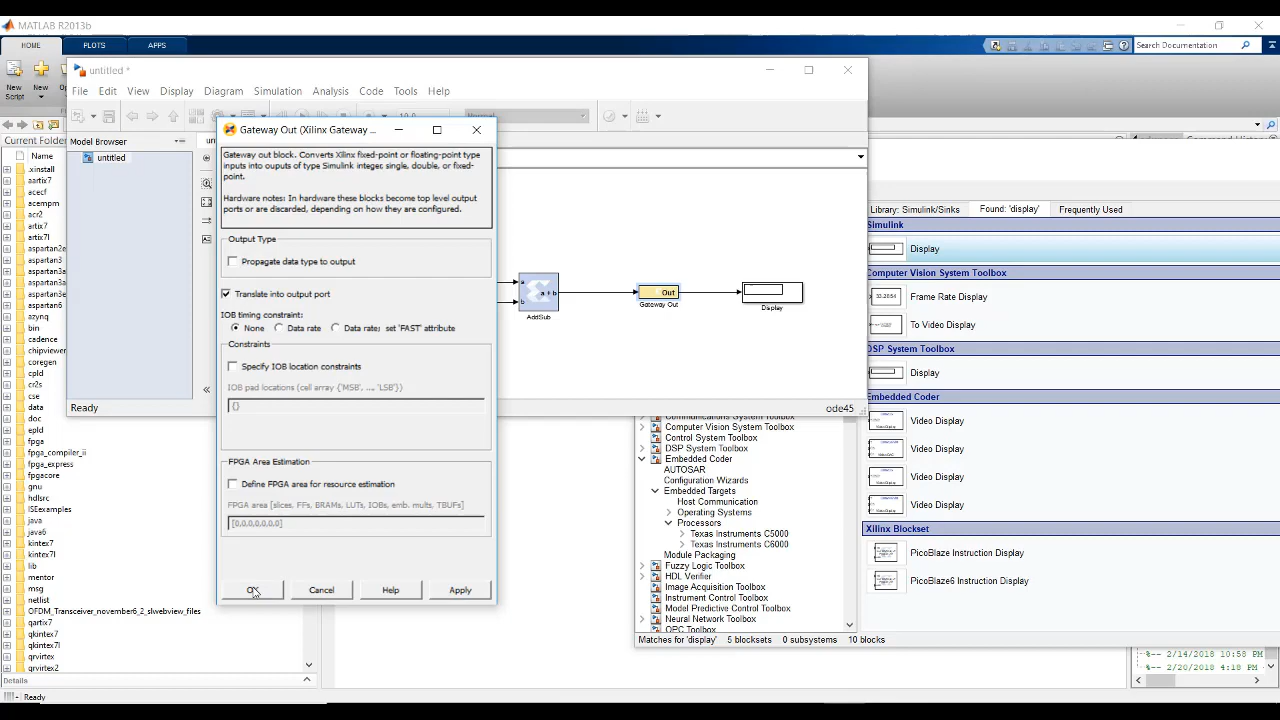 MATLAB R2013b
HOME
PLOTS
APPS
Search Documentation
untitled *
File Edit View Display Diagram Simulation Analysis Code Tools Help
New
Script
New
10.0
Normal
Current Folder
Model Browser
untitled
Name
.xinstall
aartix7
acecf
acempm
acr2
artix7
artix7l
aspartan2e
aspartan3
aspartan3a
aspartan3e
aspartan6
azynq
bin
cadence
chipviewer
coregen
cpld
cr2s
cse
data
doc
epld
fpga
fpga_compiler_ii
fpga_express
fpgacore
gnu
hdlsrc
ISEexamples
java
java6
kintex7
kintex7l
lib
mentor
msg
netlist
OFDM_Transceiver_november6_2_slwebview_files
qartix7
qkintex7
qkintex7l
qrvirtex
qrvirtex2
Details
Ready
Ready
ode45
Gateway Out (Xilinx Gateway ...
Gateway out block. Converts Xilinx fixed-point or floating-point type
inputs into ouputs of type Simulink integer, single, double, or fixed-
point.
Hardware notes: In hardware these blocks become top level output
ports or are discarded, depending on how they are configured.
Output Type
Propagate data type to output
Translate into output port
IOB timing constraint:
None Data rate Data rate; set 'FAST' attribute
Constraints
Specify IOB location constraints
IOB pad locations (cell array {'MSB', ..., 'LSB'})
{}
FPGA Area Estimation
Define FPGA area for resource estimation
FPGA area [slices, FFs, BRAMs, LUTs, IOBs, emb. mults, TBUFs]
[0,0,0,0,0,0,0]
OK Cancel Help Apply
a
b
a + b
AddSub
Out
Gateway Out
Display
Library: Simulink/Sinks Found: 'display' Frequently Used
Simulink
Display
Computer Vision System Toolbox
Frame Rate Display
To Video Display
DSP System Toolbox
Display
Embedded Coder
Video Display
Video Display
Video Display
Video Display
Xilinx Blockset
PicoBlaze Instruction Display
PicoBlaze6 Instruction Display
Communications System Toolbox
Computer Vision System Toolbox
Control System Toolbox
DSP System Toolbox
Embedded Coder
AUTOSAR
Configuration Wizards
Embedded Targets
Host Communication
Operating Systems
Processors
Texas Instruments C5000
Texas Instruments C6000
Module Packaging
Fuzzy Logic Toolbox
HDL Verifier
Image Acquisition Toolbox
Instrument Control Toolbox
Model Predictive Control Toolbox
Neural Network Toolbox
OPC Toolbox
Matches for 'display' 5 blocksets 0 subsystems 10 blocks
%-- 2/14/2018 10:58 PM
%-- 2/20/2018 4:18 PM